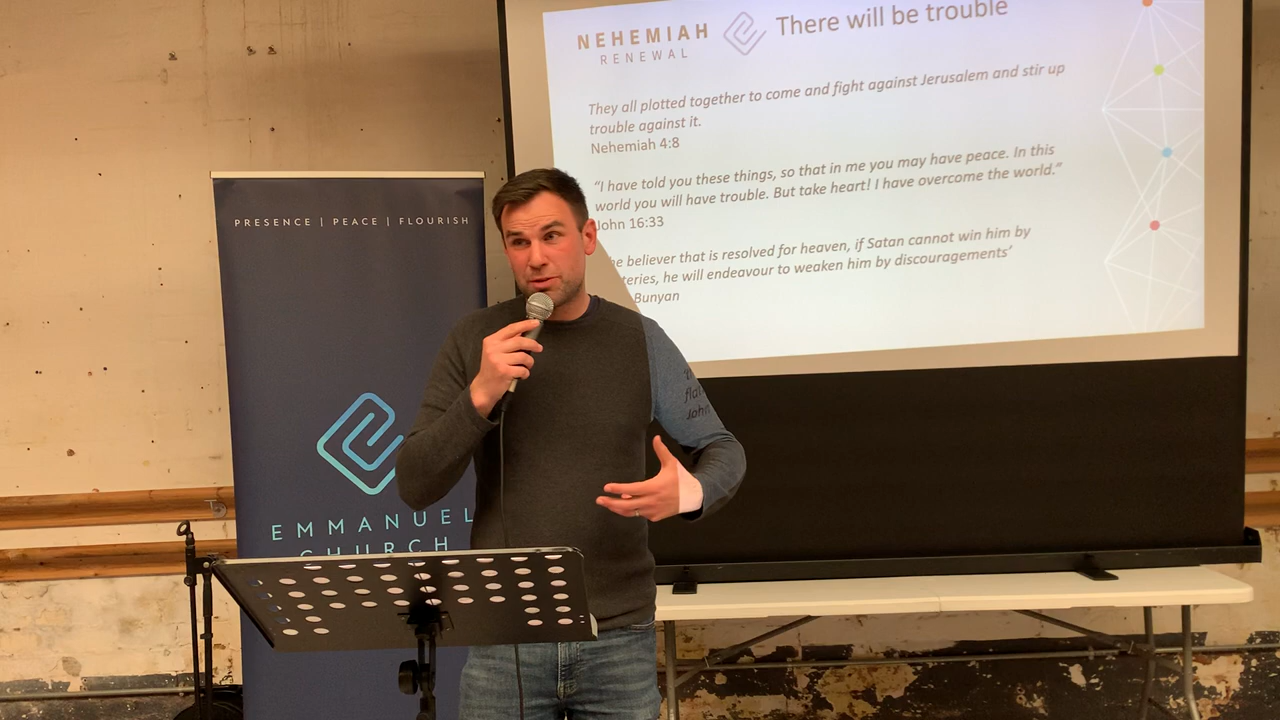 NEHEMIAH
RENEWAL
There will be trouble
They all plotted together to come and fight against Jerusalem and stir up
trouble against it.
Nehemiah 4:8
“I have told you these things, so that in me you may have peace. In this
world you will have trouble. But take heart! I have overcome the world.”
John 16:33
believer that is resolved for heaven, if Satan cannot win him by
he will endeavour to weaken him by discouragements’
Bunyan
John
PRESENCE | PEACE | FLOURISH
EMMANUEL
CHURCH